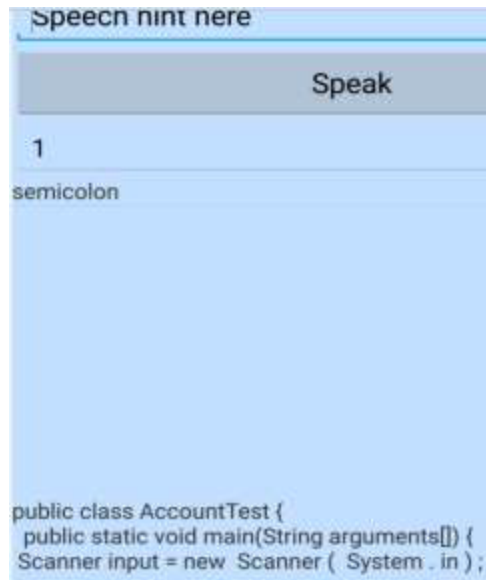 Speech hint here
Speak
1
semicolon
public class AccountTest {
public static void main(String arguments[]) {
Scanner input = new Scanner ( System . in ) ;